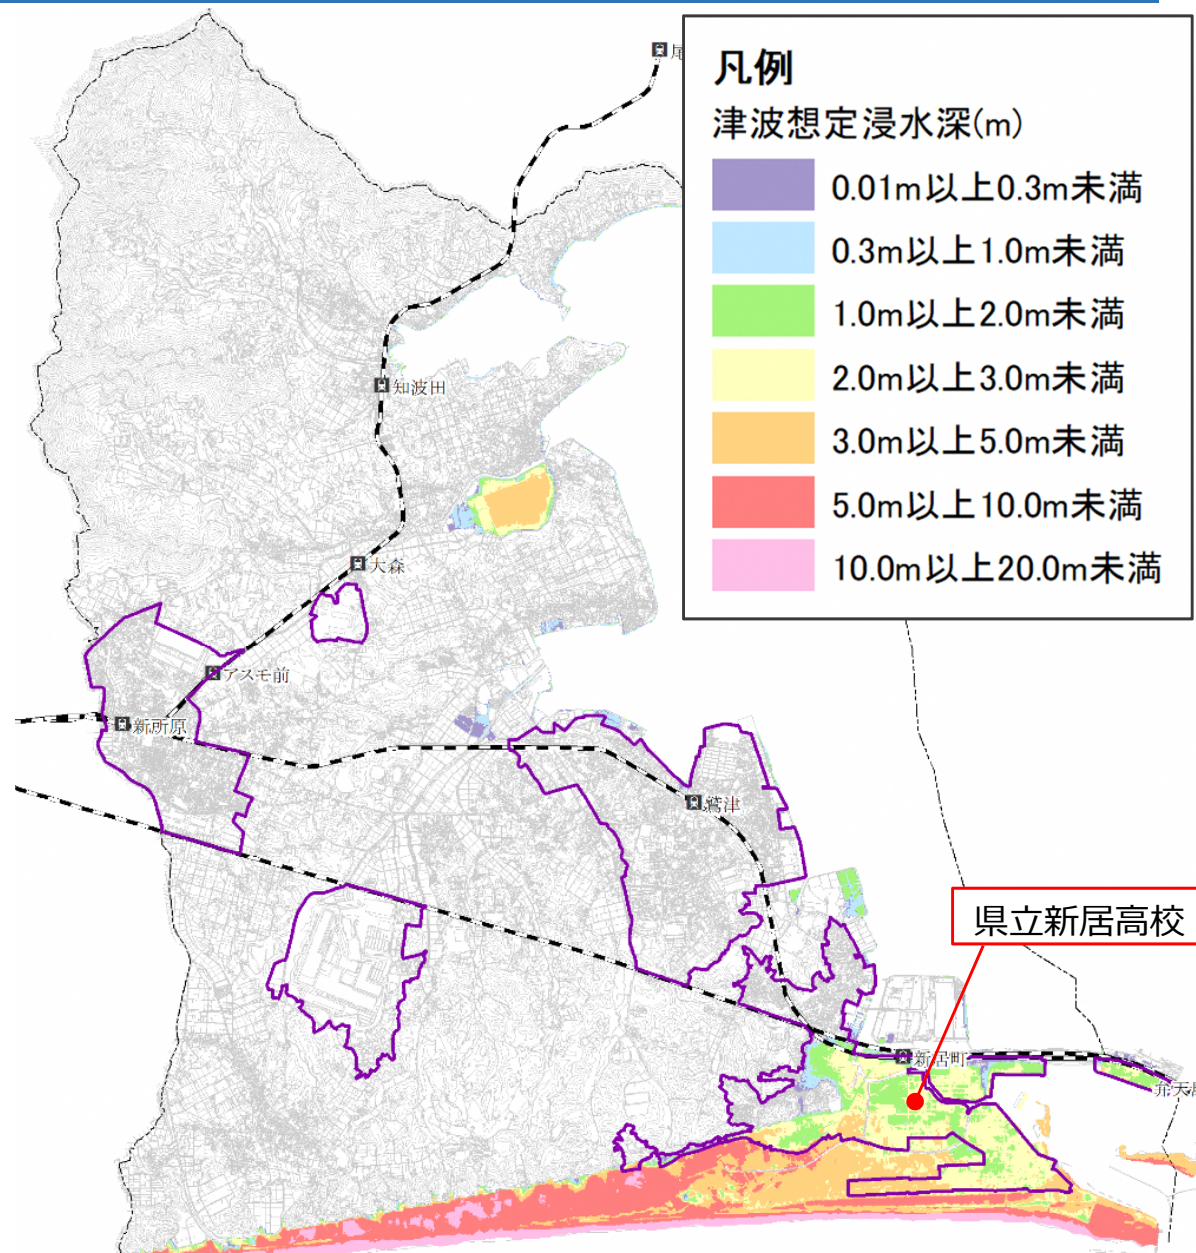 凡例
津波想定浸水深(m)
0.01m以上0.3m未満
0.3m以上1.0m未満
1.0m以上2.0m未満
2.0m以上3.0m未満
3.0m以上5.0m未満
5.0m以上10.0m未満
10.0m以上20.0m未満
尾
知波田
大森
アスモ前
新所原
鷲津
県立新居高校
新居町
弁天